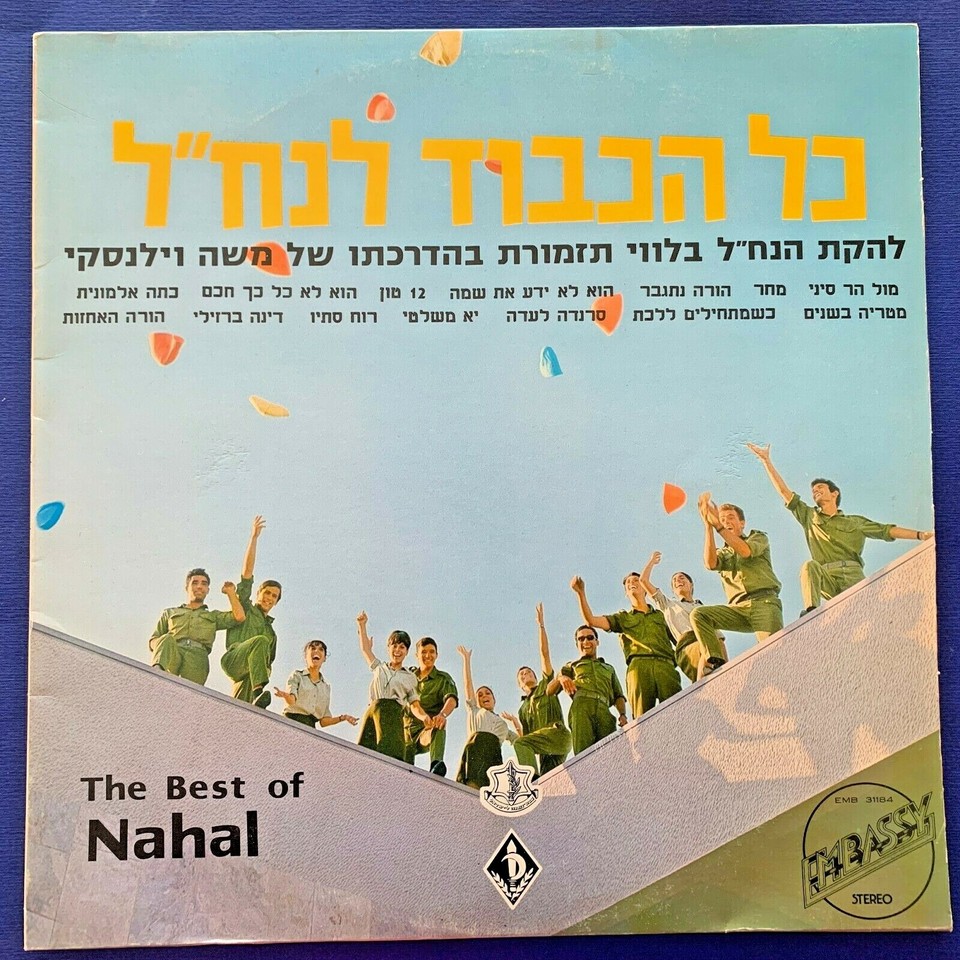 כל הכבוד לנח״ל
להקת הנח״ל בלווי תזמורת בהדרכתו של משה וילנסקי
מול הר סיני מחר הורה נתגבר הוא לא ידע את שמה 12 טון הוא לא כל כך חכם כתה אלמונית
מטריה בשנים כשמתחילים ללכת סרנדה לעדה יא משלטי רוח סתיו דינה ברזילי הורה האחזות
The Best of
Nahal
EMB 31184
EMBASSY
STEREO